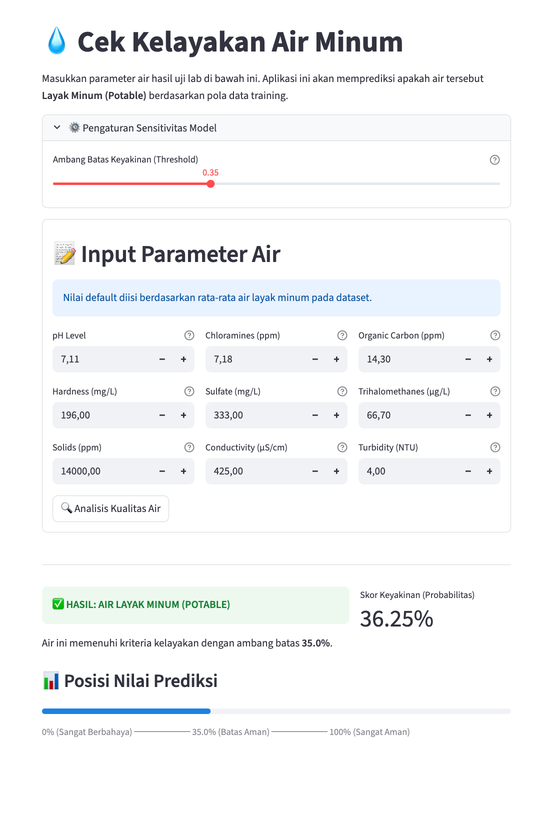 💧 Cek Kelayakan Air Minum
Masukkan parameter air hasil uji lab di bawah ini. Aplikasi ini akan memprediksi apakah air tersebut
Layak Minum (Potable) berdasarkan pola data training.
⚙️ Pengaturan Sensitivitas Model
Ambang Batas Keyakinan (Threshold)
0.35
📝 Input Parameter Air
Nilai default diisi berdasarkan rata-rata air layak minum pada dataset.
pH Level Chloramines (ppm) Organic Carbon (ppm)
7,11 − + 7,18 − + 14,30 − +
Hardness (mg/L) Sulfate (mg/L) Trihalomethanes (µg/L)
196,00 − + 333,00 − + 66,70 − +
Solids (ppm) Conductivity (µS/cm) Turbidity (NTU)
14000,00 − + 425,00 − + 4,00 − +
🔍 Analisis Kualitas Air
✅ HASIL: AIR LAYAK MINUM (POTABLE)
Skor Keyakinan (Probabilitas)
36.25%
Air ini memenuhi kriteria kelayakan dengan ambang batas 35.0%.
📊 Posisi Nilai Prediksi
0% (Sangat Berbahaya) —————— 35.0% (Batas Aman) —————— 100% (Sangat Aman)